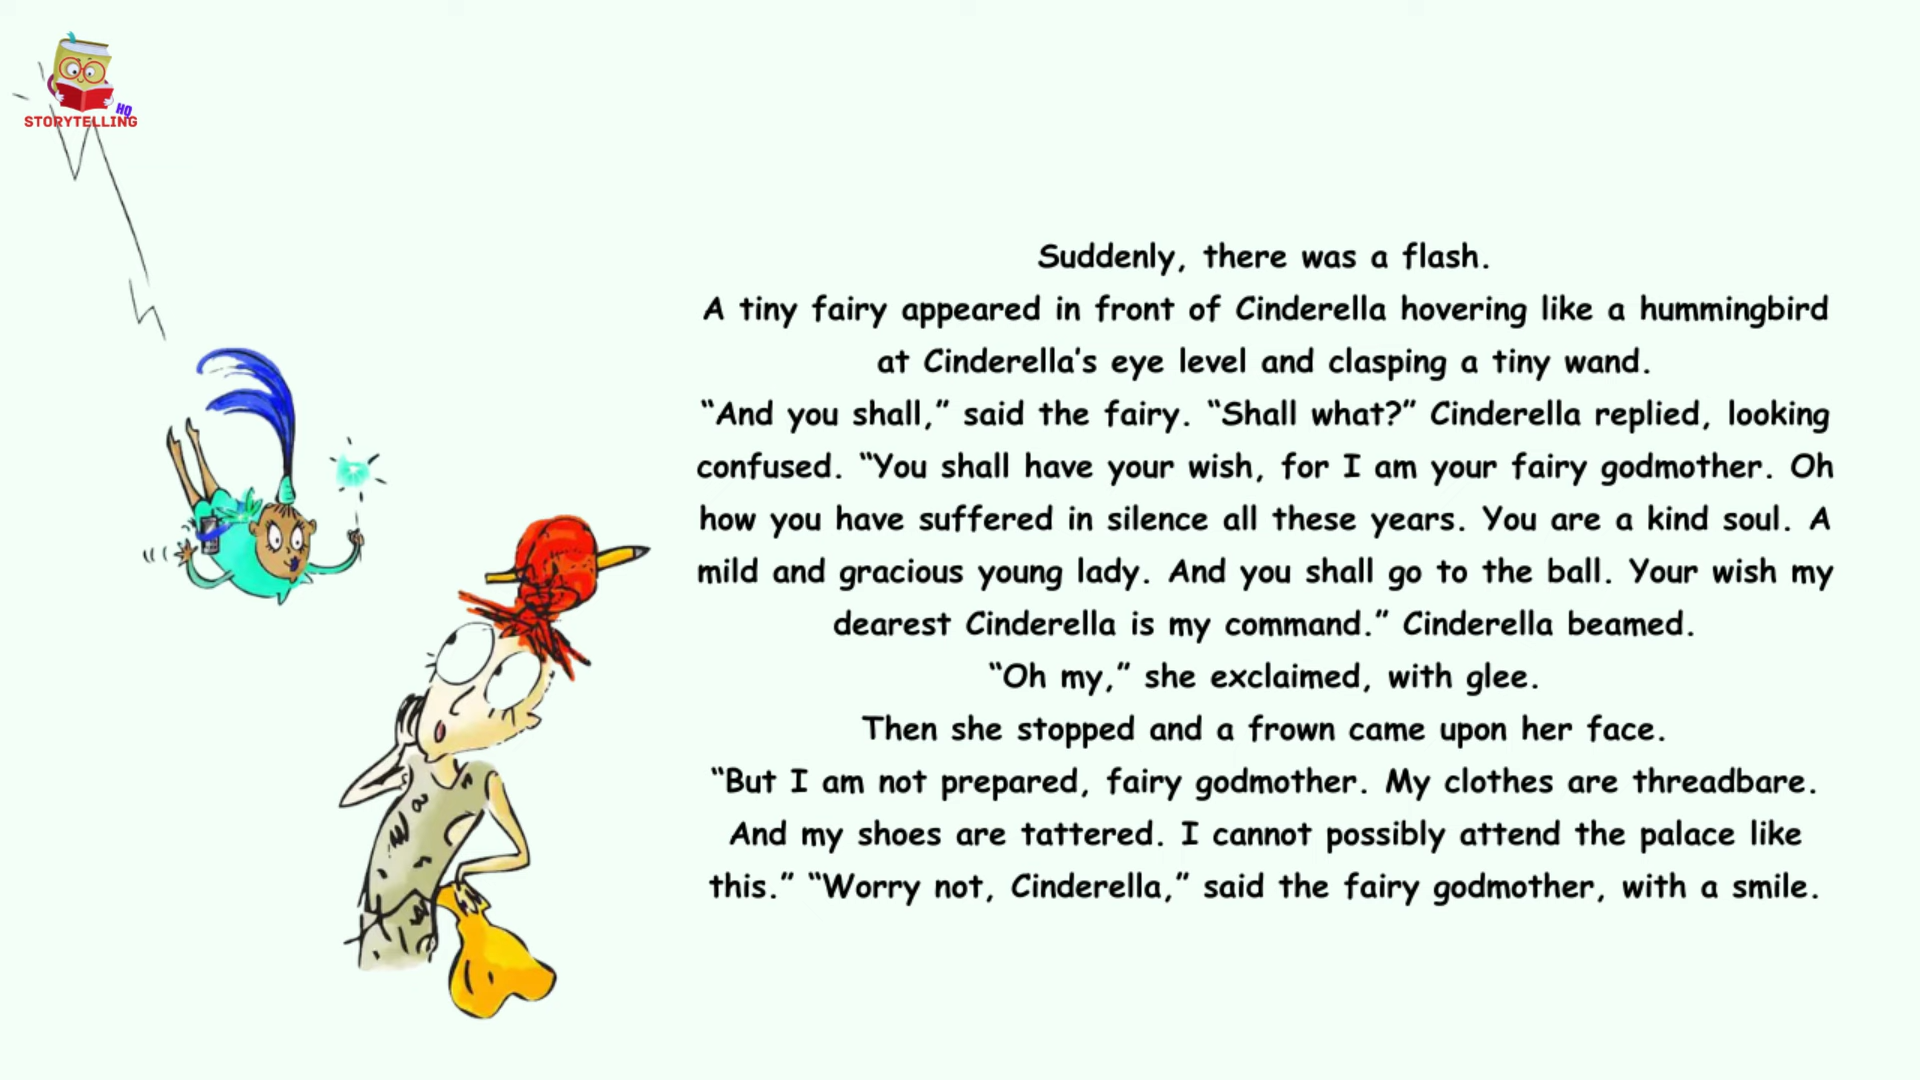 HQ
STORYTELLING
Suddenly, there was a flash.
A tiny fairy appeared in front of Cinderella hovering like a hummingbird
at Cinderella's eye level and clasping a tiny wand.
“And you shall,” said the fairy. “Shall what?” Cinderella replied, looking
confused. “You shall have your wish, for I am your fairy godmother. Oh
how you have suffered in silence all these years. You are a kind soul. A
mild and gracious young lady. And you shall go to the ball. Your wish my
dearest Cinderella is my command.” Cinderella beamed.
“Oh my,” she exclaimed, with glee.
Then she stopped and a frown came upon her face.
“But I am not prepared, fairy godmother. My clothes are threadbare.
And my shoes are tattered. I cannot possibly attend the palace like
this.” “Worry not, Cinderella,” said the fairy godmother, with a smile.